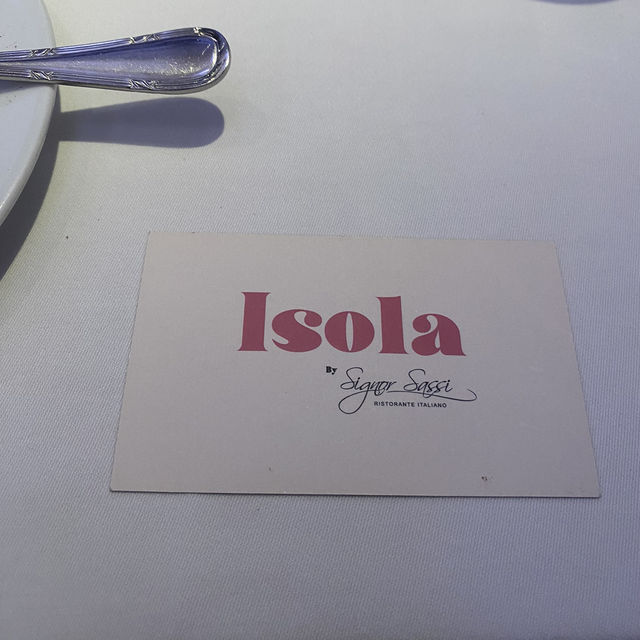 Isola
By Signor Sassi
RISTORANTE ITALIANO